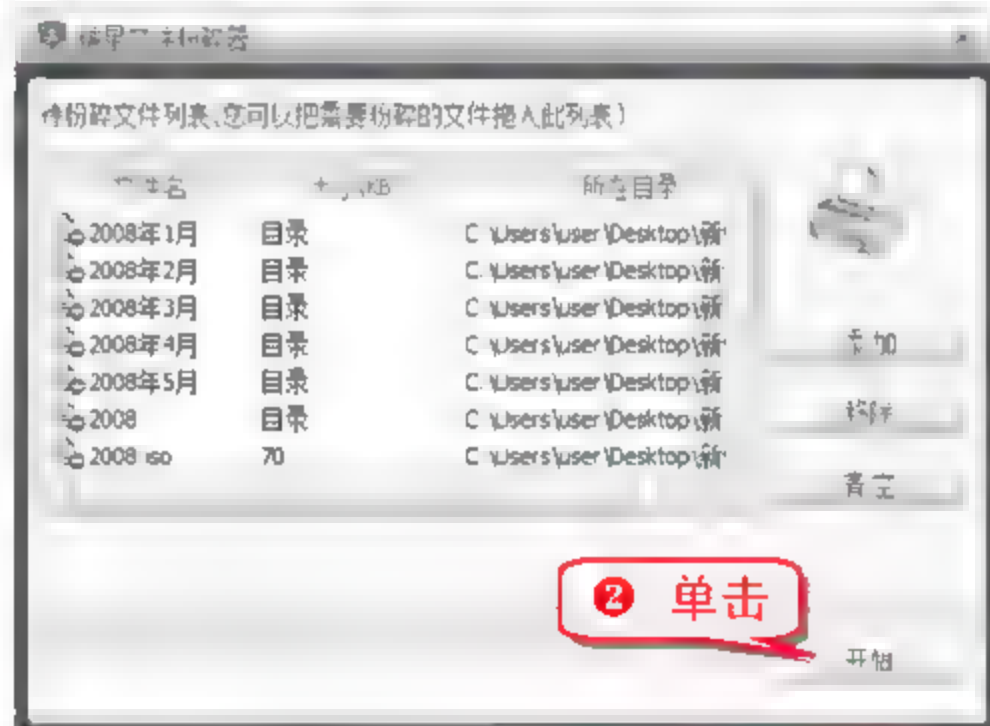 待粉碎文件列表(您可以把需要粉碎的文件拖入此列表)
所在目录
2008年1月 目录 C:\Users\user\Desktop\新
2008年2月 目录 C:\Users\user\Desktop\新
2008年3月 目录 C:\Users\user\Desktop\新
2008年4月 目录 C:\Users\user\Desktop\新
2008年5月 目录 C:\Users\user\Desktop\新
2008 目录 C:\Users\user\Desktop\新
2008.iso 70 C:\Users\user\Desktop\新
清空
❷ 单击
开始